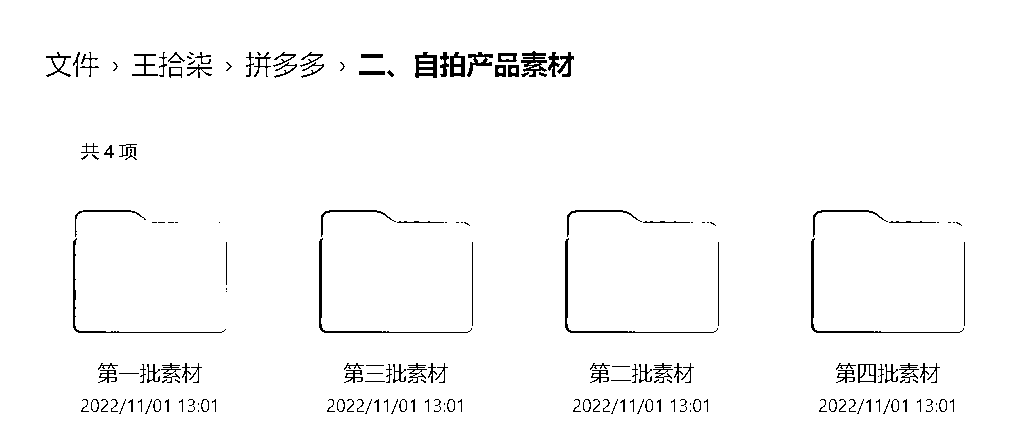 文件 › 王拾柒 › 拼多多 › 二、自拍产品素材
共 4 项
第一批素材 第三批素材 第二批素材 第四批素材
2022/11/01 13:01 2022/11/01 13:01 2022/11/01 13:01 2022/11/01 13:01